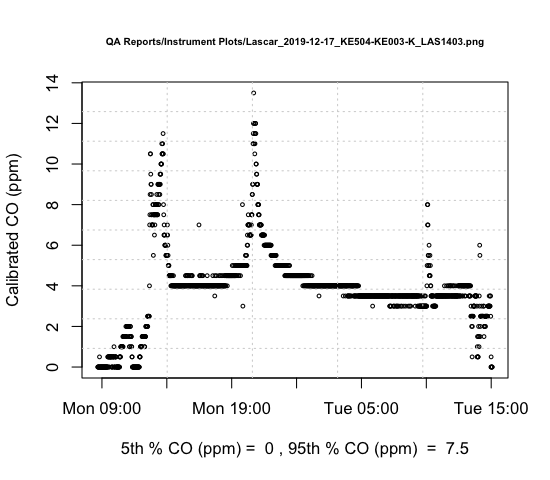 QA Reports/Instrument Plots/Lascar_2019-12-17_KE504-KE003-K_LAS1403.png
14
12
10
8
6
4
2
0
Calibrated CO (ppm)
Mon 09:00 Mon 19:00 Tue 05:00 Tue 15:00
5th % CO (ppm) = 0 , 95th % CO (ppm) = 7.5